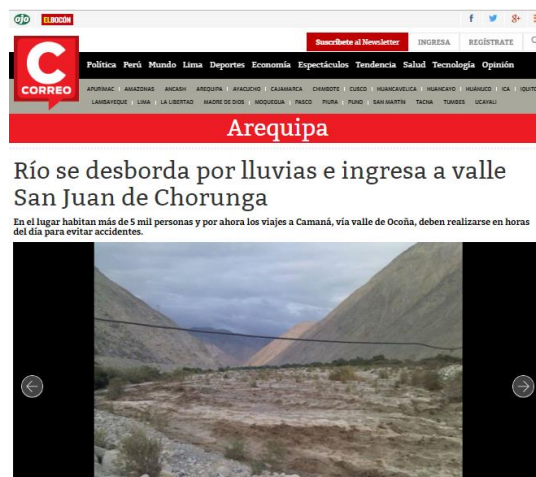 ojo EL BOCÓN f 8+
Suscríbete al Newsletter INGRESA REGÍSTRATE
C
CORREO
Política Perú Mundo Lima Deportes Economía Espectáculos Tendencia Salud Tecnología Opinión
APURÍMAC | AMAZONAS ANCASH AREQUIPA | AYACUCHO | CAJAMARCA CHIMBOTE | CUSCO | HUANCAVELICA | HUANCAYO | HUÁNUCO | ICA | IQUITO
LAMBAYEQUE | LIMA | LA LIBERTAD MADRE DE DIOS | MOQUEGUA | PASCO PIURA | PUNO | SAN MARTÍN TACNA TUMBES UCAYALI
Arequipa
Río se desborda por lluvias e ingresa a valle
San Juan de Chorunga
En el lugar habitan más de 5 mil personas y por ahora los viajes a Camaná, vía valle de Ocoña, deben realizarse en horas
del día para evitar accidentes.